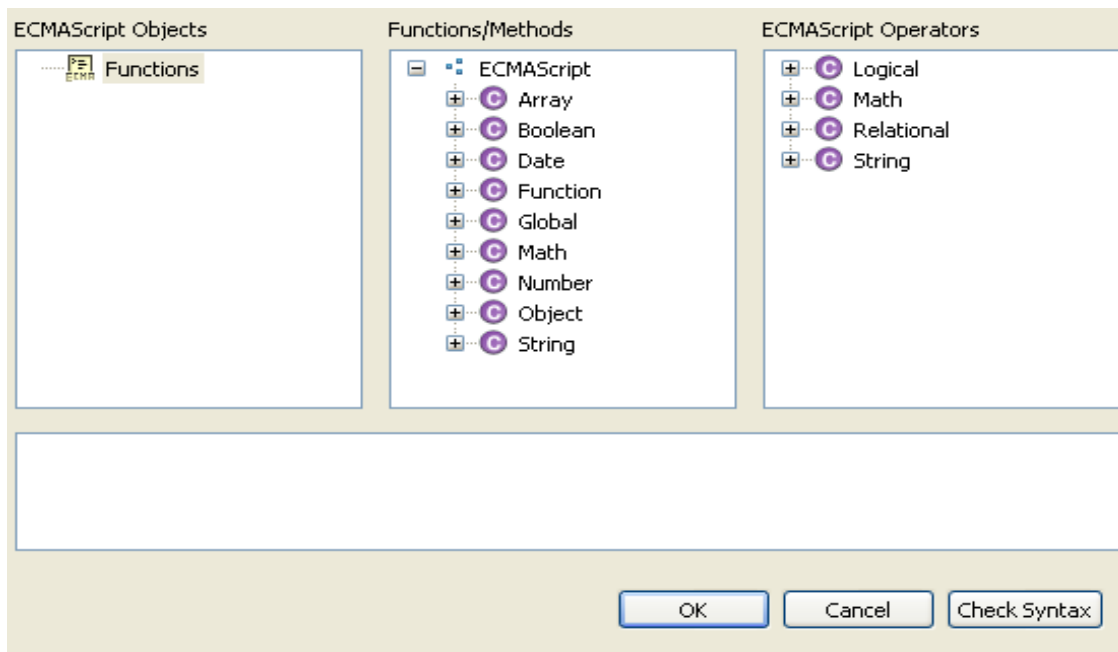 ECMAScript Objects
Functions
Functions/Methods
ECMAScript
Array
Boolean
Date
Function
Global
Math
Number
Object
String
ECMAScript Operators
Logical
Math
Relational
String
OK
Cancel
Check Syntax